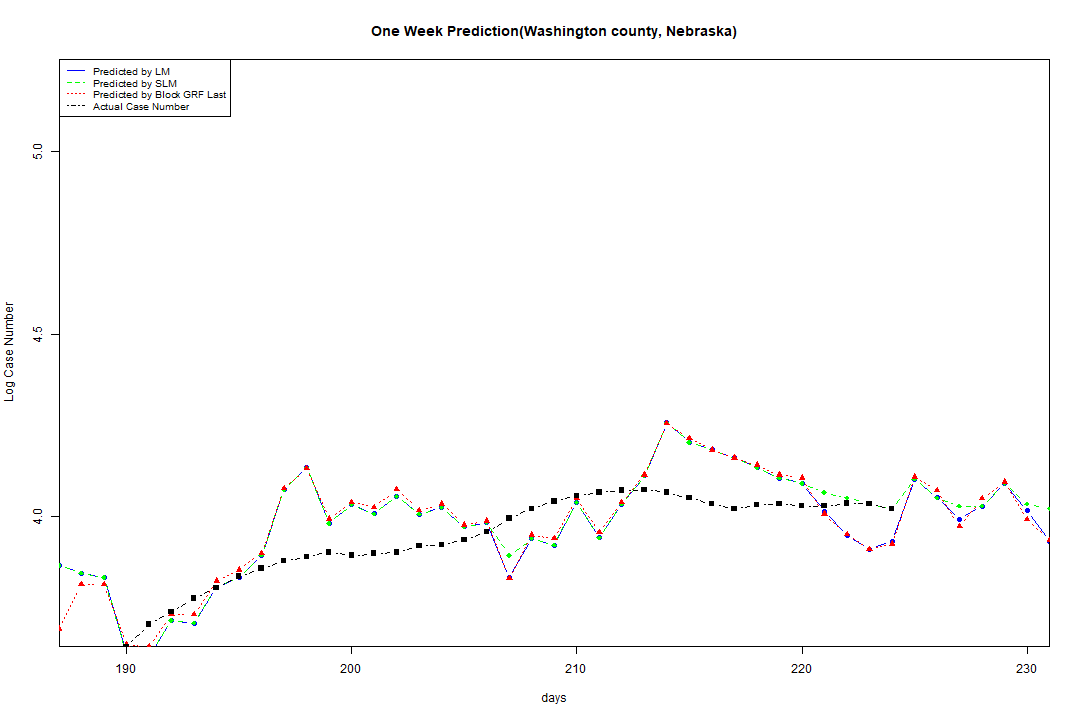 One Week Prediction(Washington county, Nebraska)
Predicted by LM
Predicted by SLM
Predicted by Block GRF Last
Actual Case Number
5.0
4.5
4.0
Log Case Number
190 200 210 220 230
days